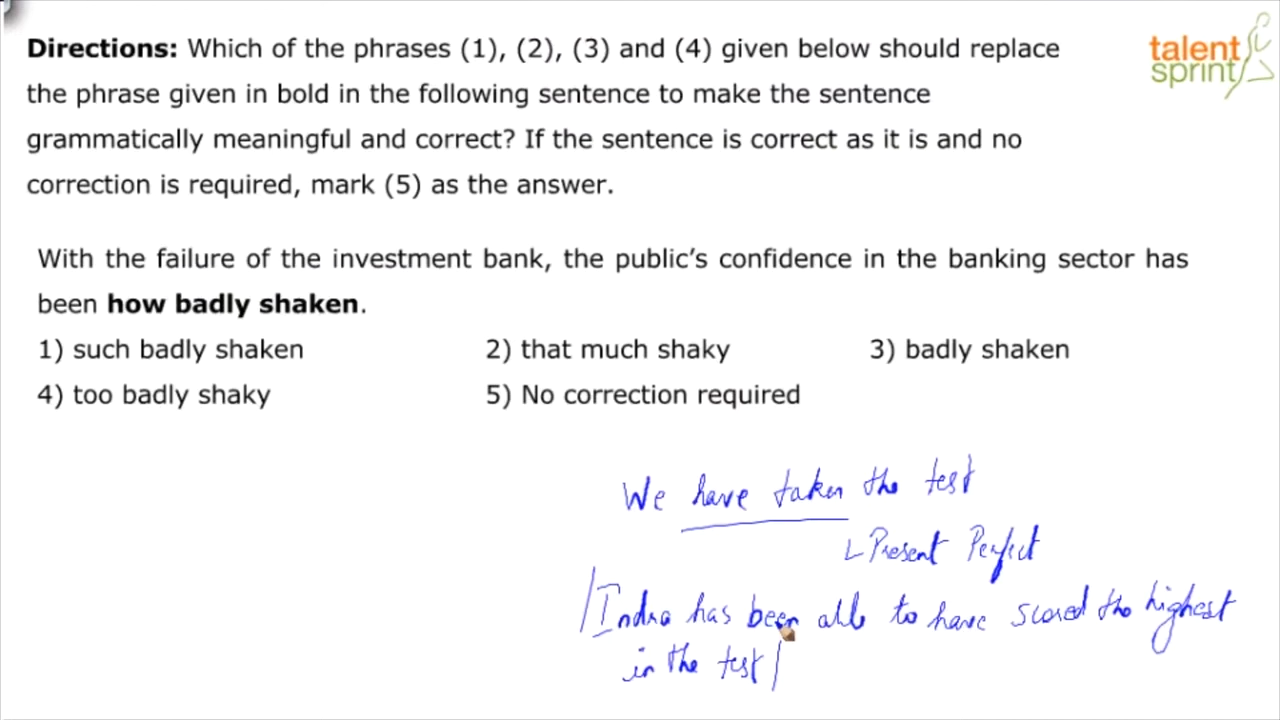 Directions: Which of the phrases (1), (2), (3) and (4) given below should replace
the phrase given in bold in the following sentence to make the sentence
grammatically meaningful and correct? If the sentence is correct as it is and no
correction is required, mark (5) as the answer.
talent
sprint
With the failure of the investment bank, the public's confidence in the banking sector has
been how badly shaken.
1) such badly shaken 2) that much shaky 3) badly shaken
4) too badly shaky 5) No correction required
We have taken the test
Present Perfect
Indra has been able to have scored the highest
in the test